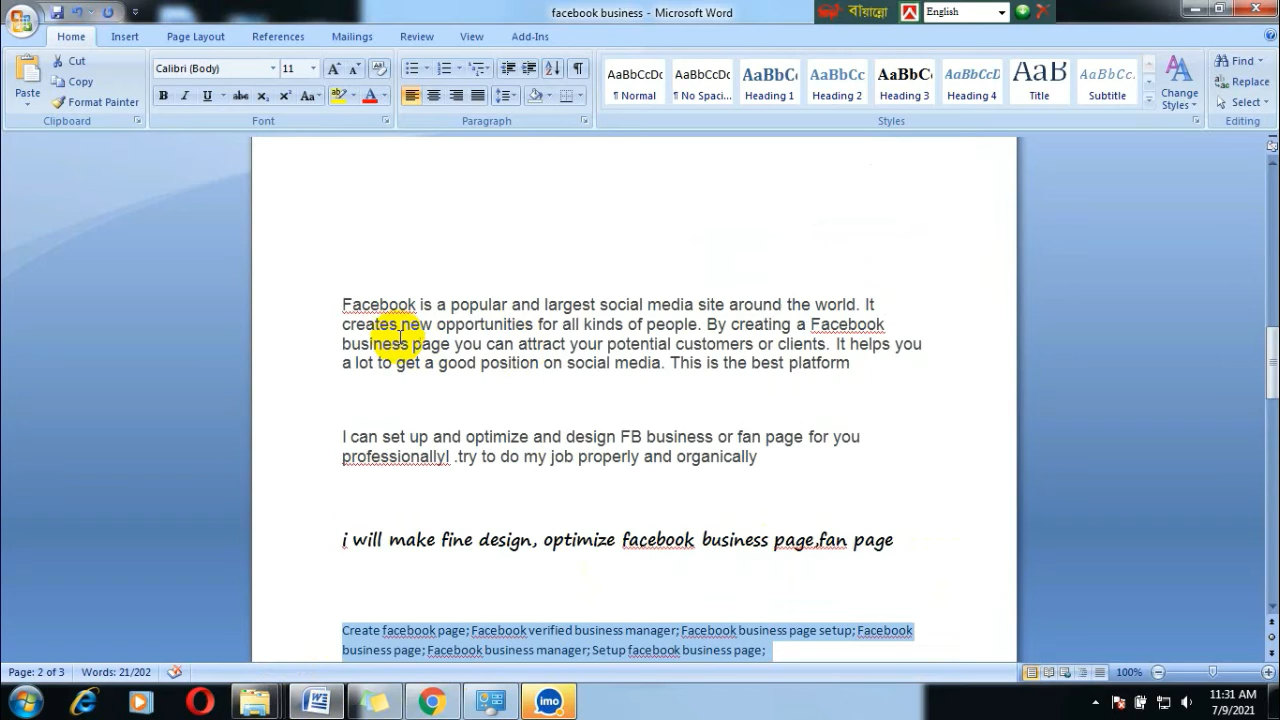 facebook business - Microsoft Word
বায়ান্নো
English
Home Insert Page Layout References Mailings Review View Add-Ins
Cut
Copy
Format Painter
Paste
Clipboard
Calibri (Body) 11
Font
Paragraph
AaBbCcDc AaBbCcDc AaBbCc AaBbCc AaBbCc AaBbCcD AaB AaBbCc.
¶ Normal ¶ No Spaci... Heading 1 Heading 2 Heading 3 Heading 4 Title Subtitle
Change Styles
Styles
Find
Replace
Select
Editing
Facebook is a popular and largest social media site around the world. It
creates new opportunities for all kinds of people. By creating a Facebook
business page you can attract your potential customers or clients. It helps you
a lot to get a good position on social media. This is the best platform
I can set up and optimize and design FB business or fan page for you
professionallyI .try to do my job properly and organically
i will make fine design, optimize facebook business page,fan page
Create facebook page; Facebook verified business manager; Facebook business page setup; Facebook
business page; Facebook business manager; Setup facebook business page;
Page: 2 of 3 Words: 21/202 100%
imo
11:31 AM
7/9/2021